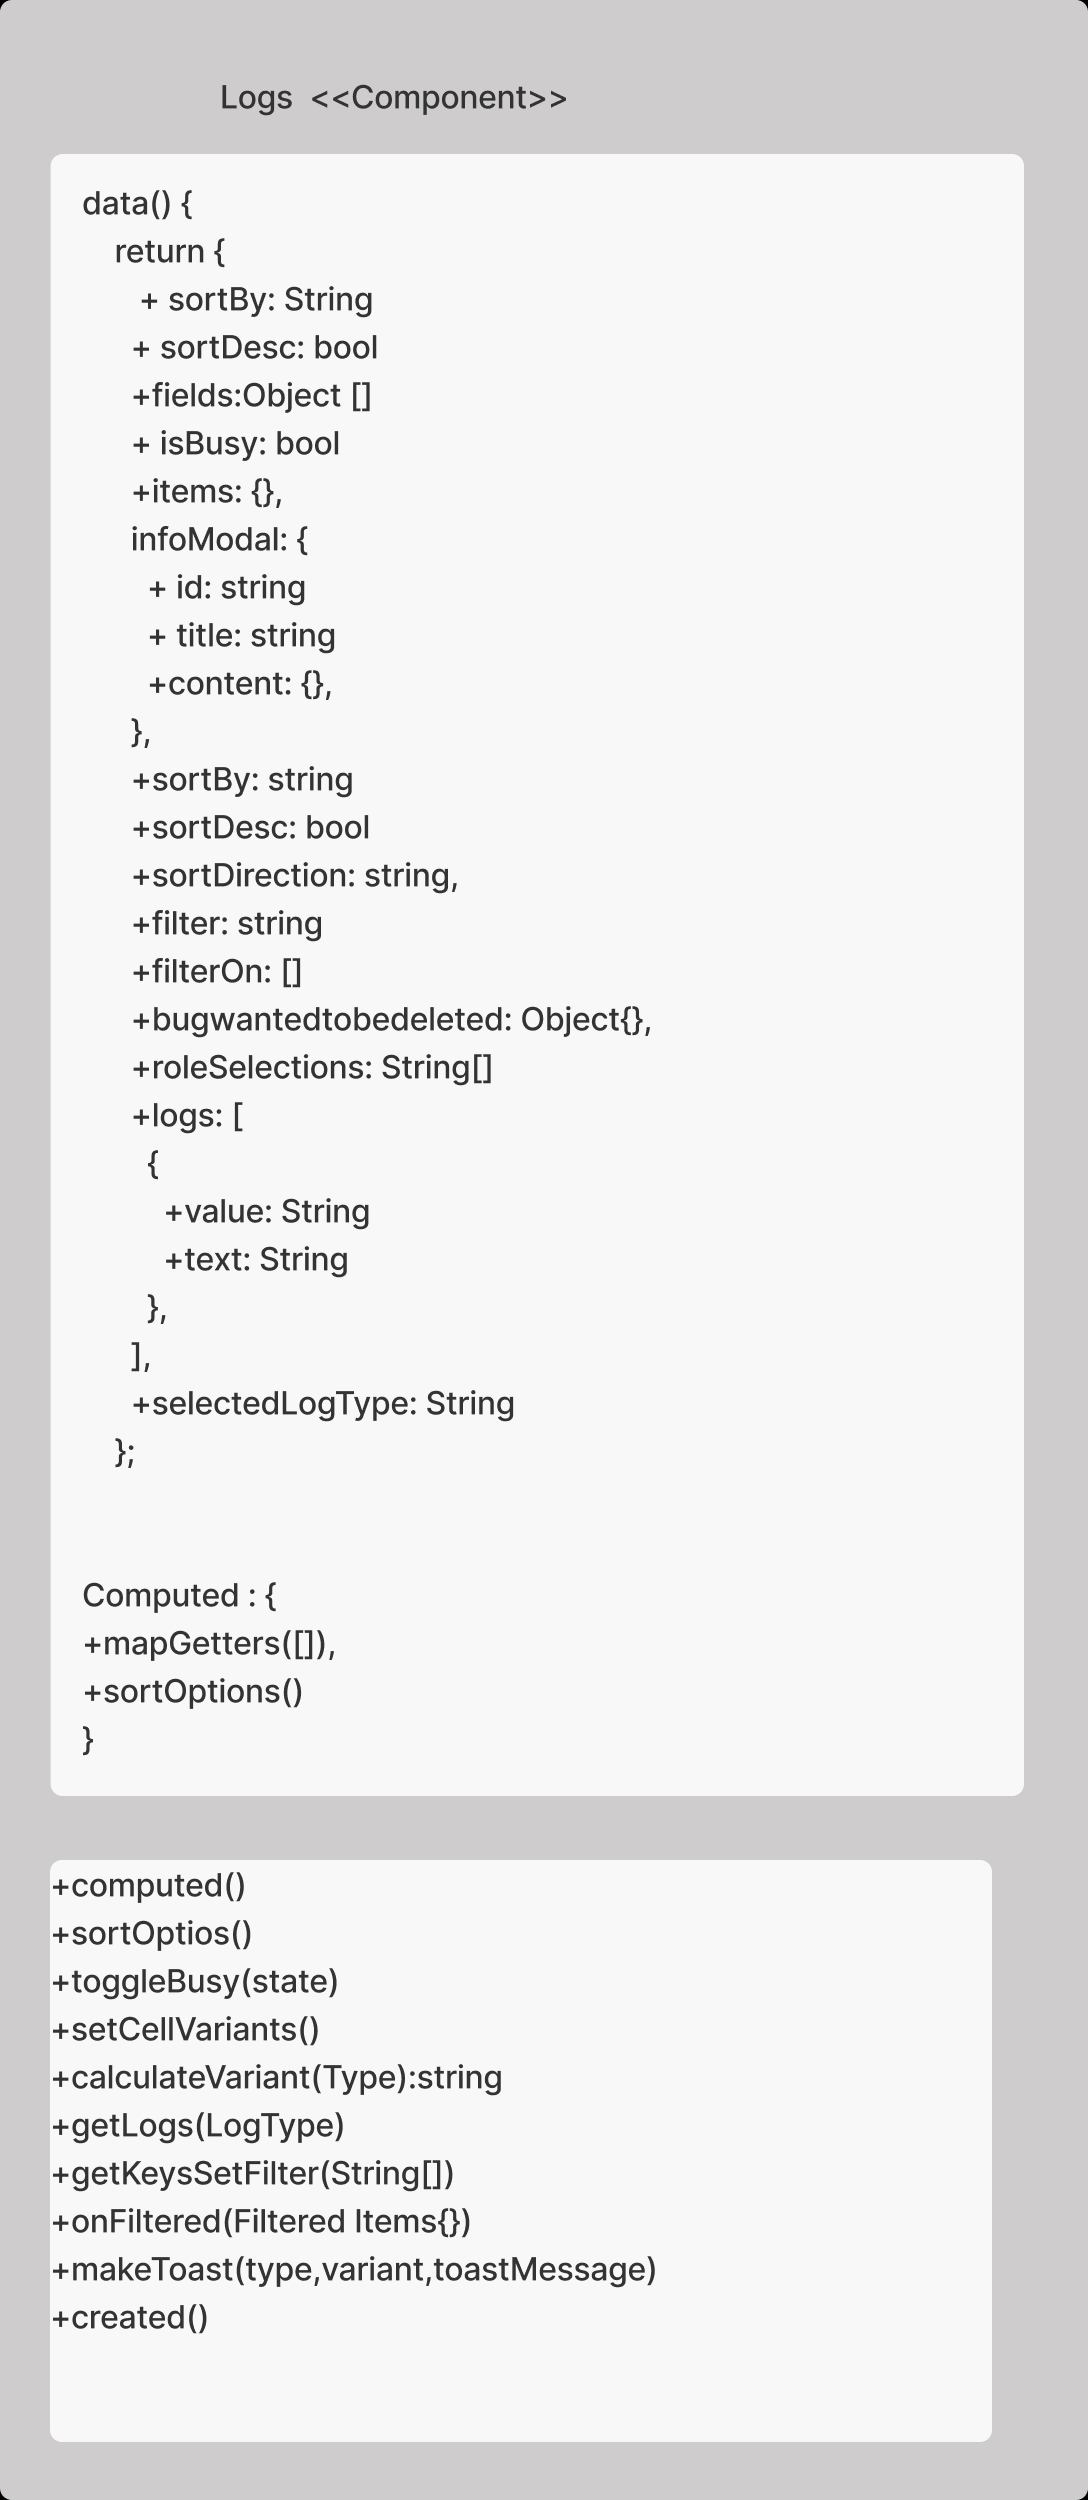 Logs <<Component>>
data() {
return {
+ sortBy: String
+ sortDesc: bool
+fields:Object []
+ isBusy: bool
+items: {},
infoModal: {
+ id: string
+ title: string
+content: {},
},
+sortBy: string
+sortDesc: bool
+sortDirection: string,
+filter: string
+filterOn: []
+bugwantedtobedeleted: Object{},
+roleSelections: String[]
+logs: [
{
+value: String
+text: String
},
],
+selectedLogType: String
};
Computed : {
+mapGetters([]),
+sortOptions()
}
+computed()
+sortOptios()
+toggleBusy(state)
+setCellVariants()
+calculateVariant(Type):string
+getLogs(LogType)
+getKeysSetFilter(String[])
+onFiltered(Filtered Items{})
+makeToast(type,variant,toastMessage)
+created()